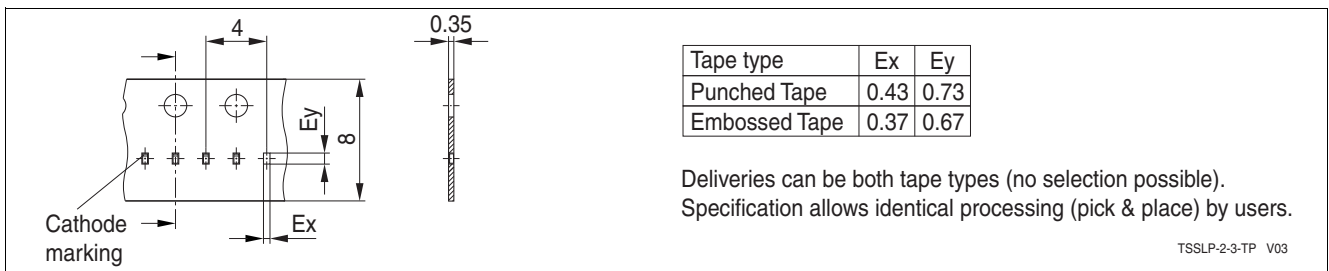 4
0.35
Ey
8
Cathode
marking
Ex
Tape type Ex Ey
Punched Tape 0.43 0.73
Embossed Tape 0.37 0.67
Deliveries can be both tape types (no selection possible).
Specification allows identical processing (pick & place) by users.
TSSLP-2-3-TP V03